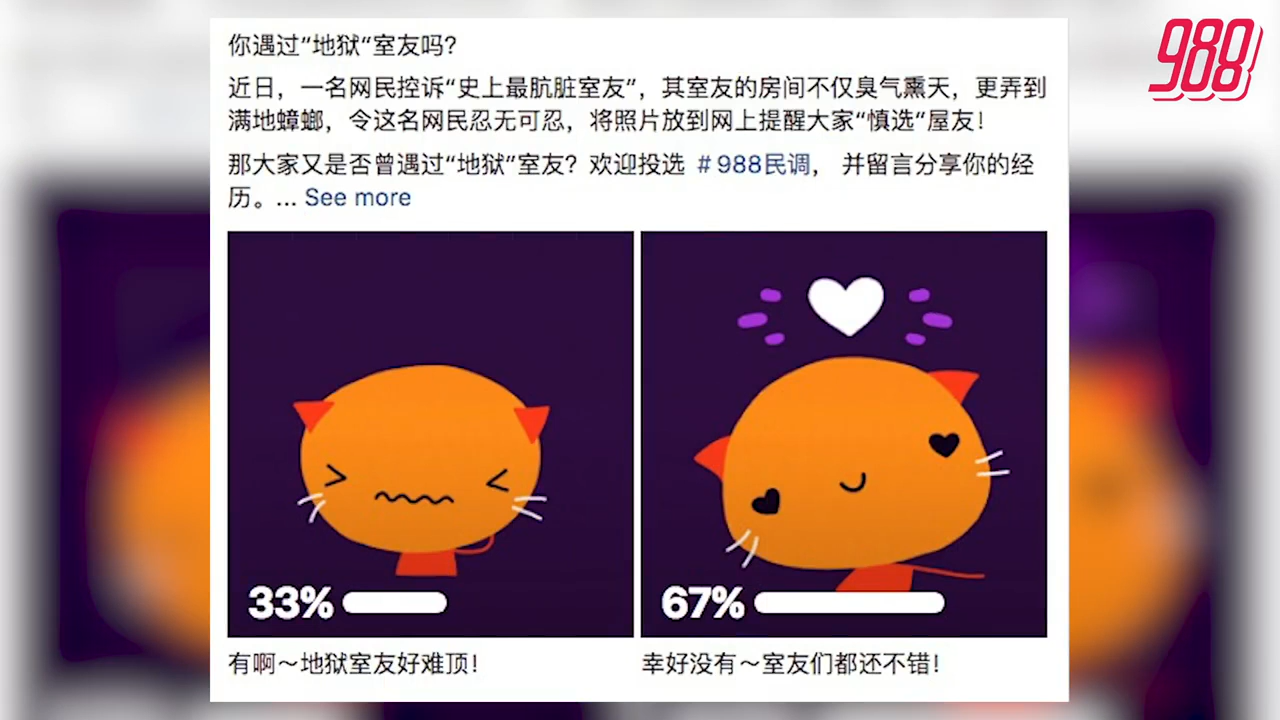 988
你遇过“地狱”室友吗？
近日，一名网民控诉“史上最肮脏室友”，其室友的房间不仅臭气熏天，更弄到
满地蟑螂，令这名网民忍无可忍，将照片放到网上提醒大家“慎选”屋友！
那大家又是否曾遇过“地狱”室友？欢迎投选 #988民调， 并留言分享你的经
历。... See more
33%
67%
有啊～地狱室友好难顶！
幸好没有～室友们都还不错！